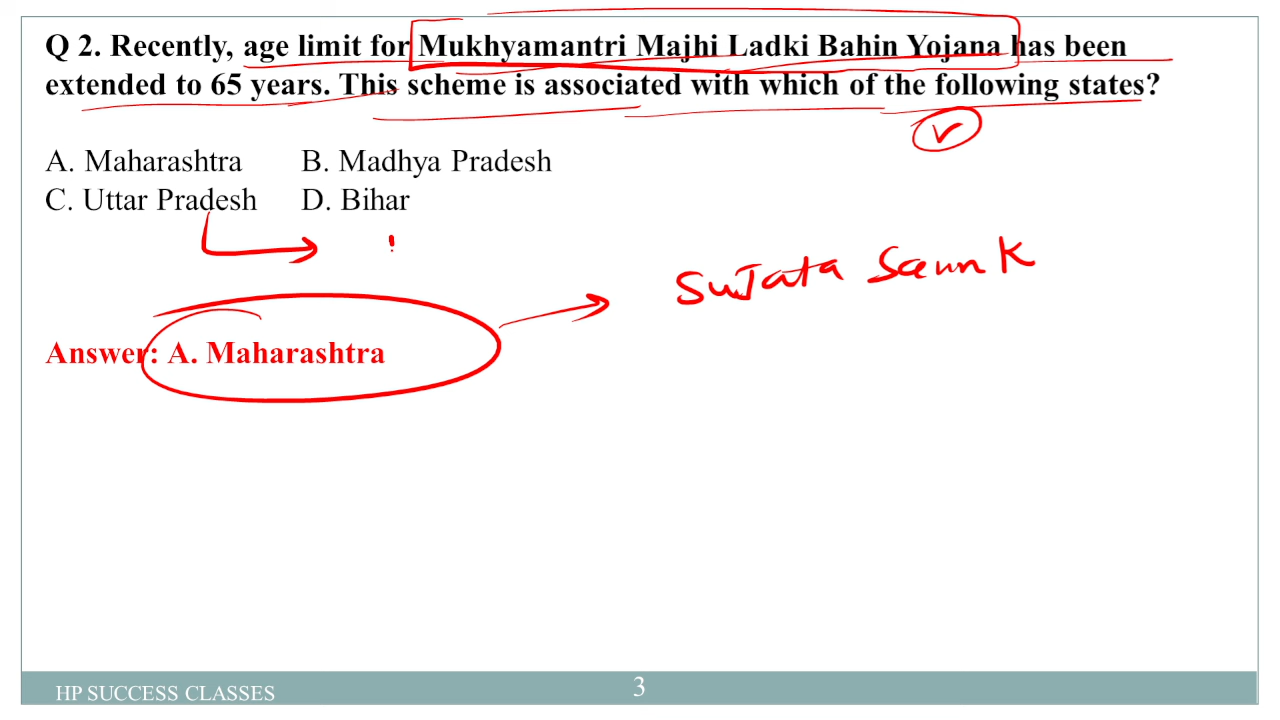 Q 2. Recently, age limit for Mukhyamantri Majhi Ladki Bahin Yojana has been
extended to 65 years. This scheme is associated with which of the following states?
A. Maharashtra B. Madhya Pradesh
C. Uttar Pradesh D. Bihar
Sujata
Answer: A. Maharashtra
HP SUCCESS CLASSES 3